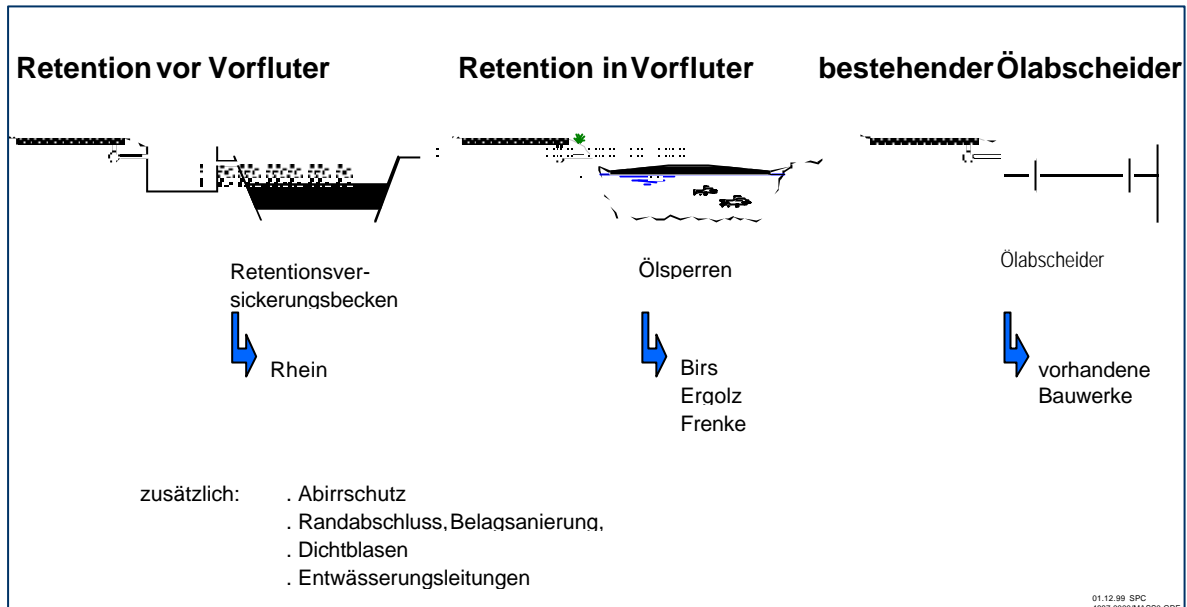 Retention vor Vorfluter
Retention in Vorfluter
bestehender Ölabscheider
Retentionsver-
sickerungsbecken
Rhein
Ölsperren
Birs
Ergolz
Frenke
Ölabscheider
vorhandene
Bauwerke
zusätzlich: . Abirrschutz
. Randabschluss, Belagsanierung,
. Dichtblasen
. Entwässerungsleitungen
01.12.99 SPC